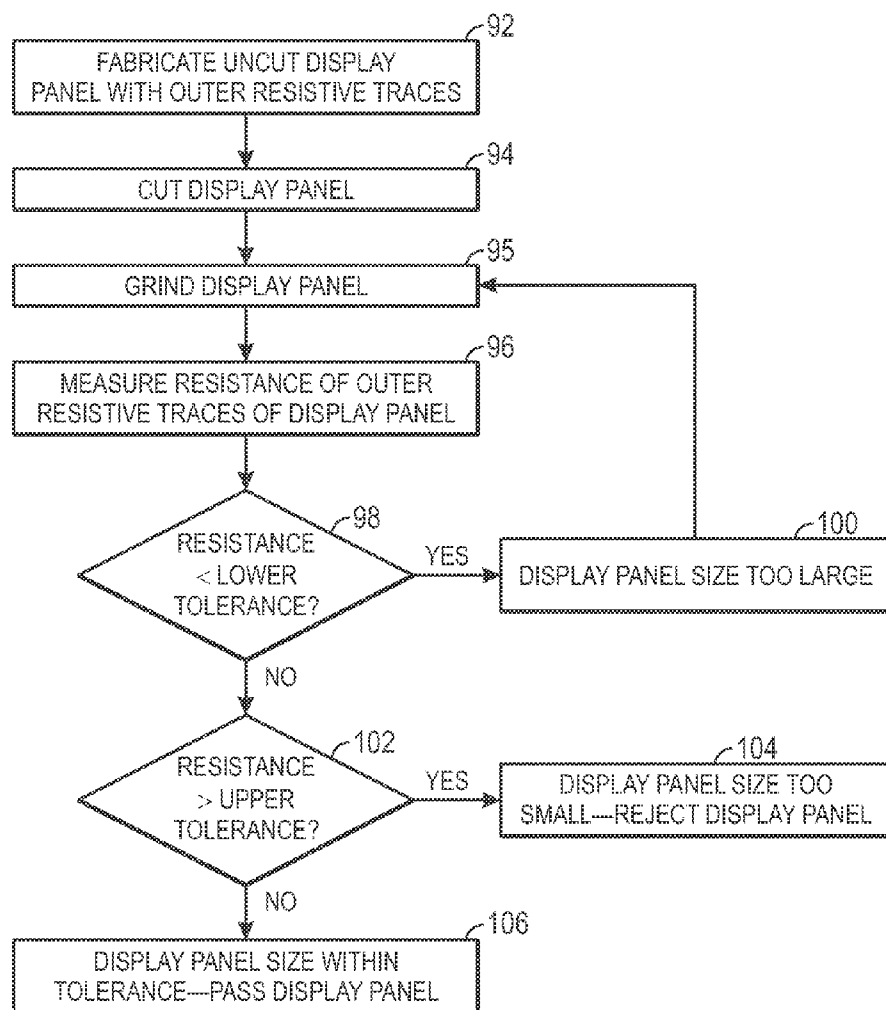 92
FABRICATE UNCUT DISPLAY
PANEL WITH OUTER RESISTIVE TRACES
94
CUT DISPLAY PANEL
95
GRIND DISPLAY PANEL
96
MEASURE RESISTANCE OF OUTER
RESISTIVE TRACES OF DISPLAY PANEL
98
RESISTANCE
< LOWER
TOLERANCE?
YES
100
DISPLAY PANEL SIZE TOO LARGE
NO
102
RESISTANCE
> UPPER
TOLERANCE?
YES
104
DISPLAY PANEL SIZE TOO
SMALL—REJECT DISPLAY PANEL
NO
106
DISPLAY PANEL SIZE WITHIN
TOLERANCE—PASS DISPLAY PANEL